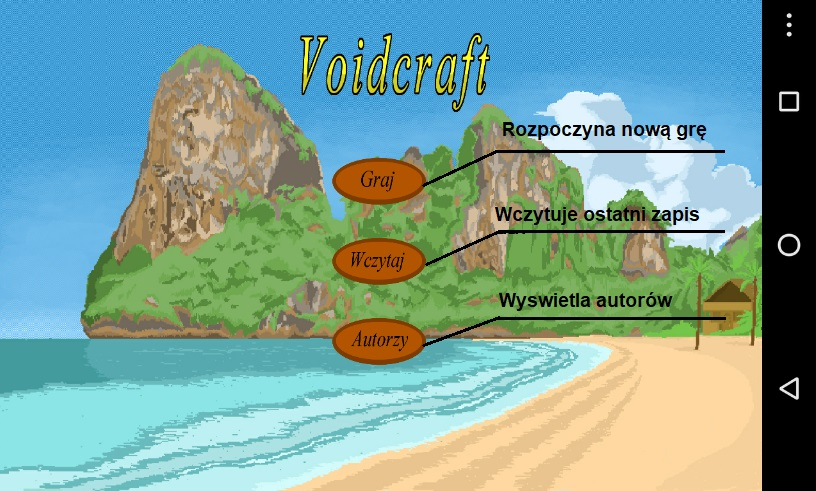 Voidcraft
Rozpoczyna nową grę
Graj
Wczytuje ostatni zapis
Wczytaj
Wyswietla autorów
Autorzy